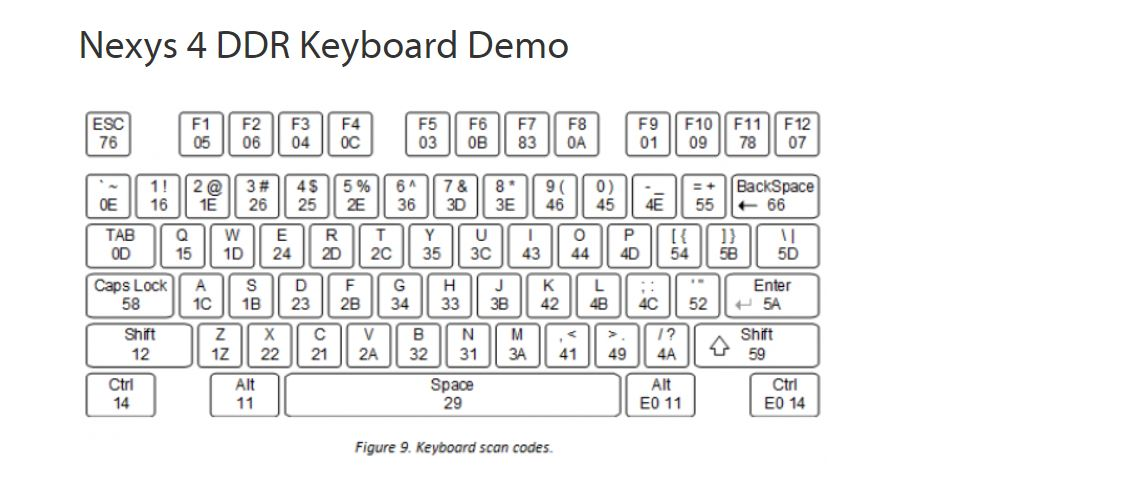 Nexys 4 DDR Keyboard Demo
ESC F1 F2 F3 F4 F5 F6 F7 F8 F9 F10 F11 F12
76 05 06 04 0C 03 0B 83 0A 01 09 78 07
` ~ 1 ! 2 @ 3 # 4 $ 5 % 6 ^ 7 & 8 * 9 ( 0 ) - _ = + BackSpace
0E 16 1E 26 25 2E 36 3D 3E 46 45 4E 55 ← 66
TAB Q W E R T Y U I O P [ { ] } \ |
0D 15 1D 24 2D 2C 35 3C 43 44 4D 54 5B 5D
Caps Lock A S D F G H J K L ; : ' " Enter
58 1C 1B 23 2B 34 33 3B 42 4B 4C 52 ↵ 5A
Shift Z X C V B N M , < > . / ? Shift
12 1Z 22 21 2A 32 31 3A 41 49 4A ⇧ 59
Ctrl Alt Space Alt Ctrl
14 11 29 E0 11 E0 14
Figure 9. Keyboard scan codes.